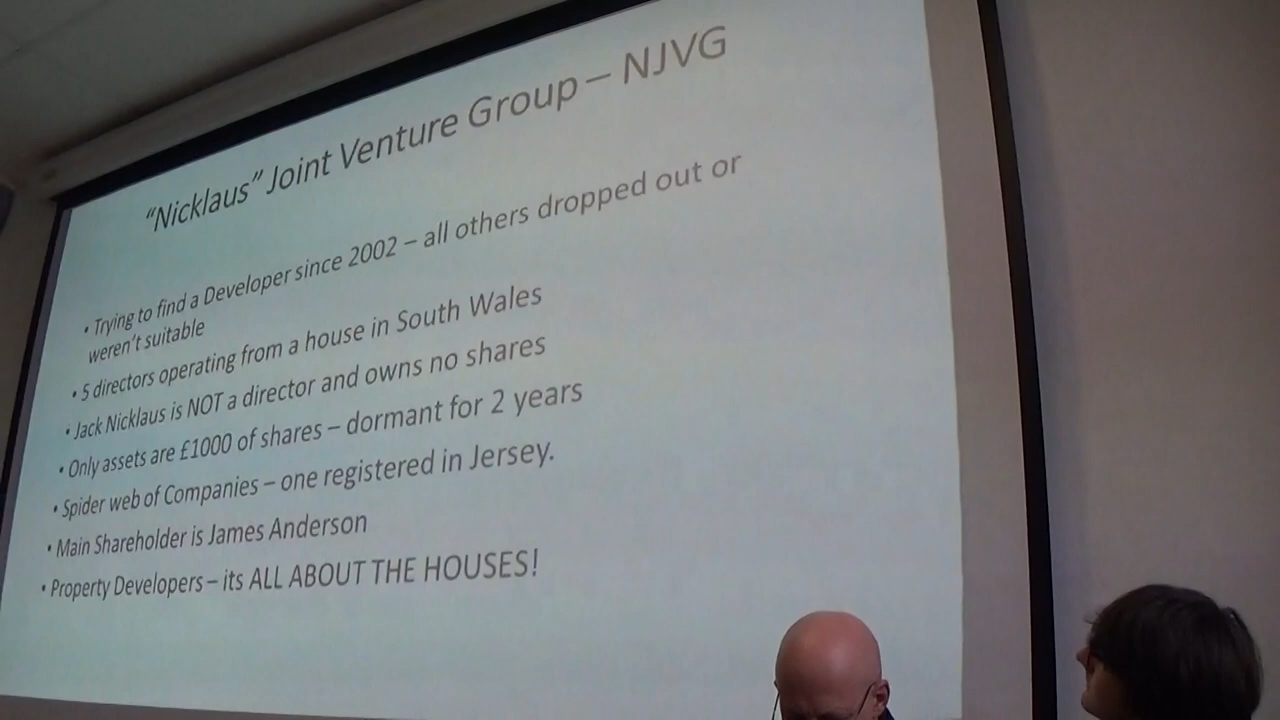 “Nicklaus” Joint Venture Group – NJVG
• Trying to find a Developer since 2002 – all others dropped out or
weren’t suitable
• 5 directors operating from a house in South Wales
• Jack Nicklaus is NOT a director and owns no shares
• Only assets are £1000 of shares – dormant for 2 years
• Spider web of Companies – one registered in Jersey.
• Main Shareholder is James Anderson
• Property Developers – its ALL ABOUT THE HOUSES!